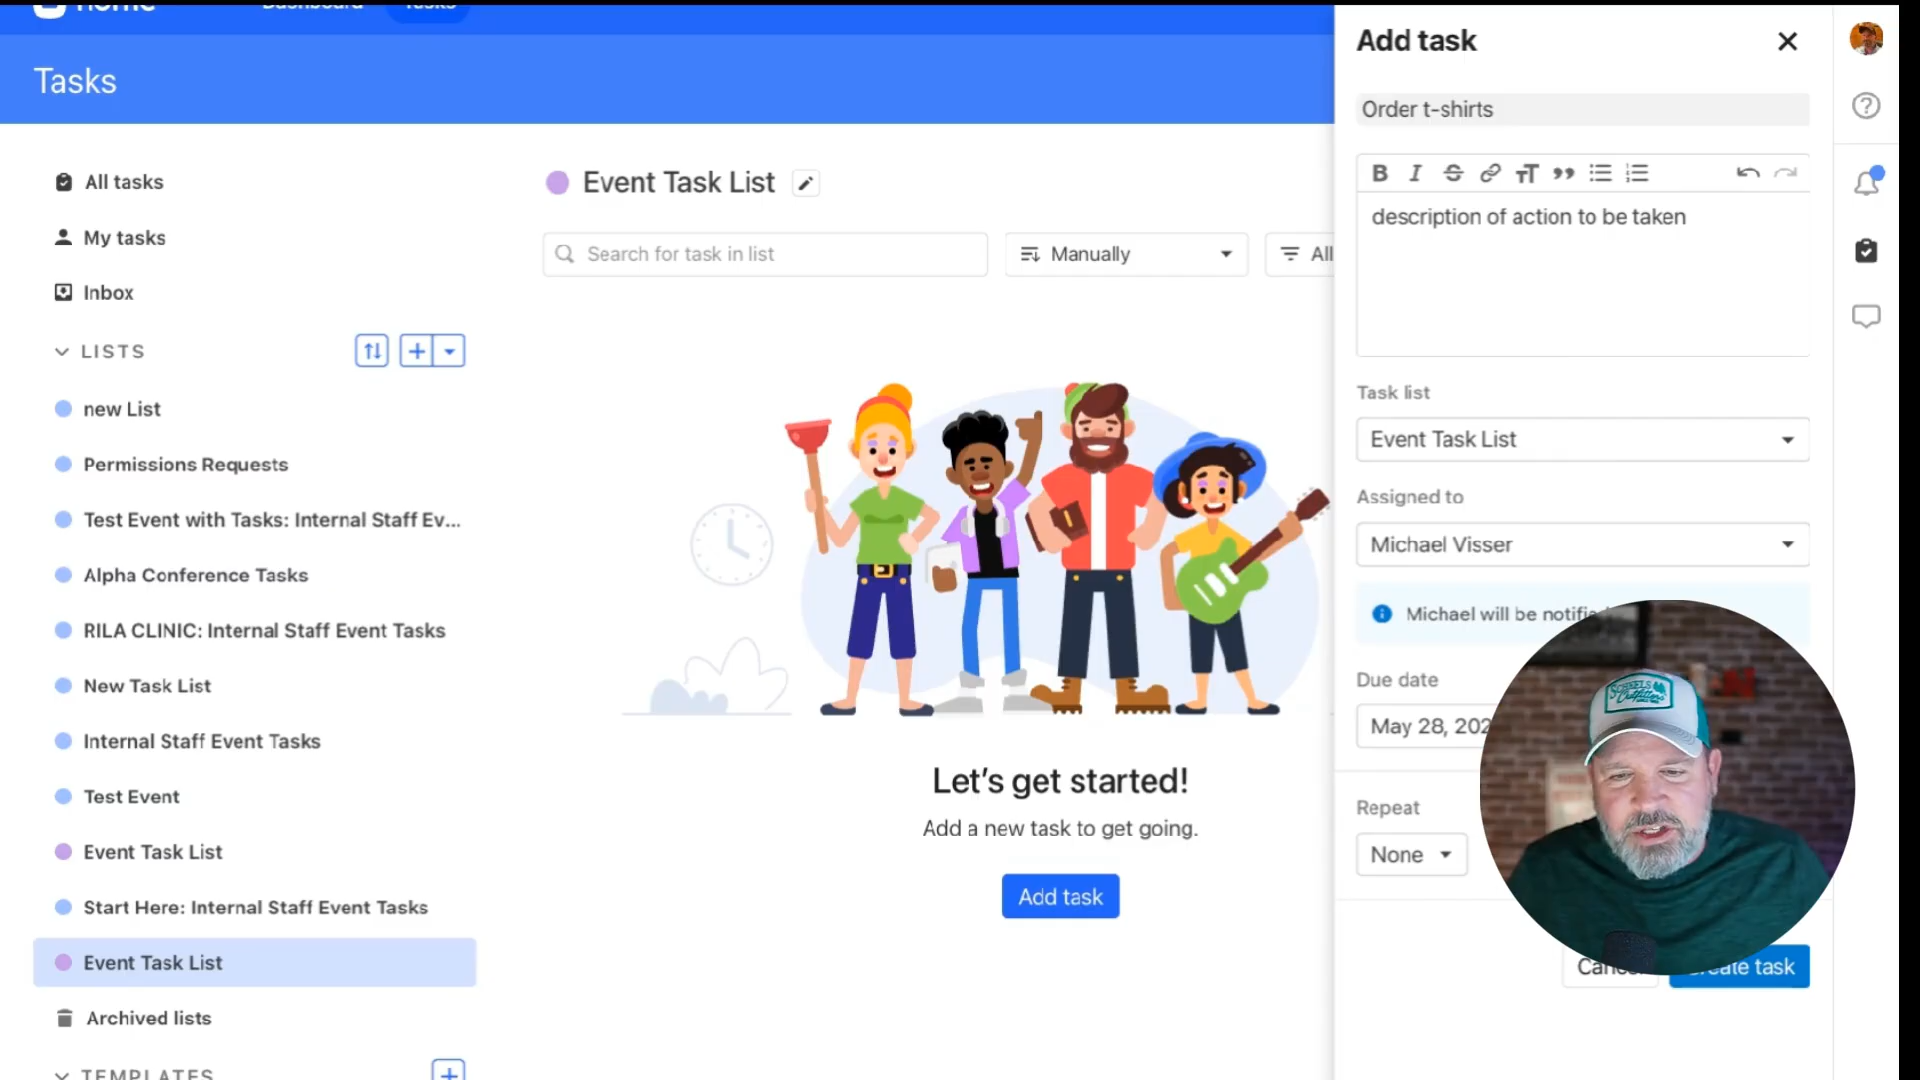 home
Dashboard
Tasks
Tasks
All tasks
My tasks
Inbox
LISTS
new List
Permissions Requests
Test Event with Tasks: Internal Staff Ev...
Alpha Conference Tasks
RILA CLINIC: Internal Staff Event Tasks
New Task List
Internal Staff Event Tasks
Test Event
Event Task List
Start Here: Internal Staff Event Tasks
Event Task List
Archived lists
TEMPLATES
Event Task List
Search for task in list
Manually
All
Let's get started!
Add a new task to get going.
Add task
Add task
Order t-shirts
description of action to be taken
Task list
Event Task List
Assigned to
Michael Visser
Michael will be
Due date
May 28,
Repeat
None
task